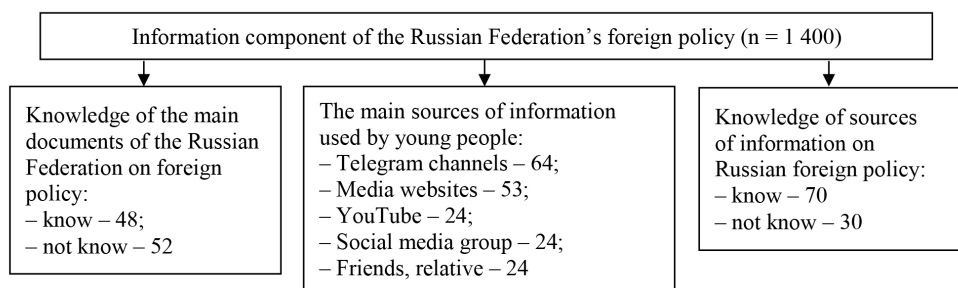 Information component of the Russian Federation’s foreign policy (n = 1 400)
Knowledge of the main
documents of the Russian
Federation on foreign
policy:
– know – 48;
– not know – 52
The main sources of information
used by young people:
– Telegram channels – 64;
– Media websites – 53;
– YouTube – 24;
– Social media group – 24;
– Friends, relative – 24
Knowledge of sources
of information on
Russian foreign policy:
– know – 70
– not know – 30